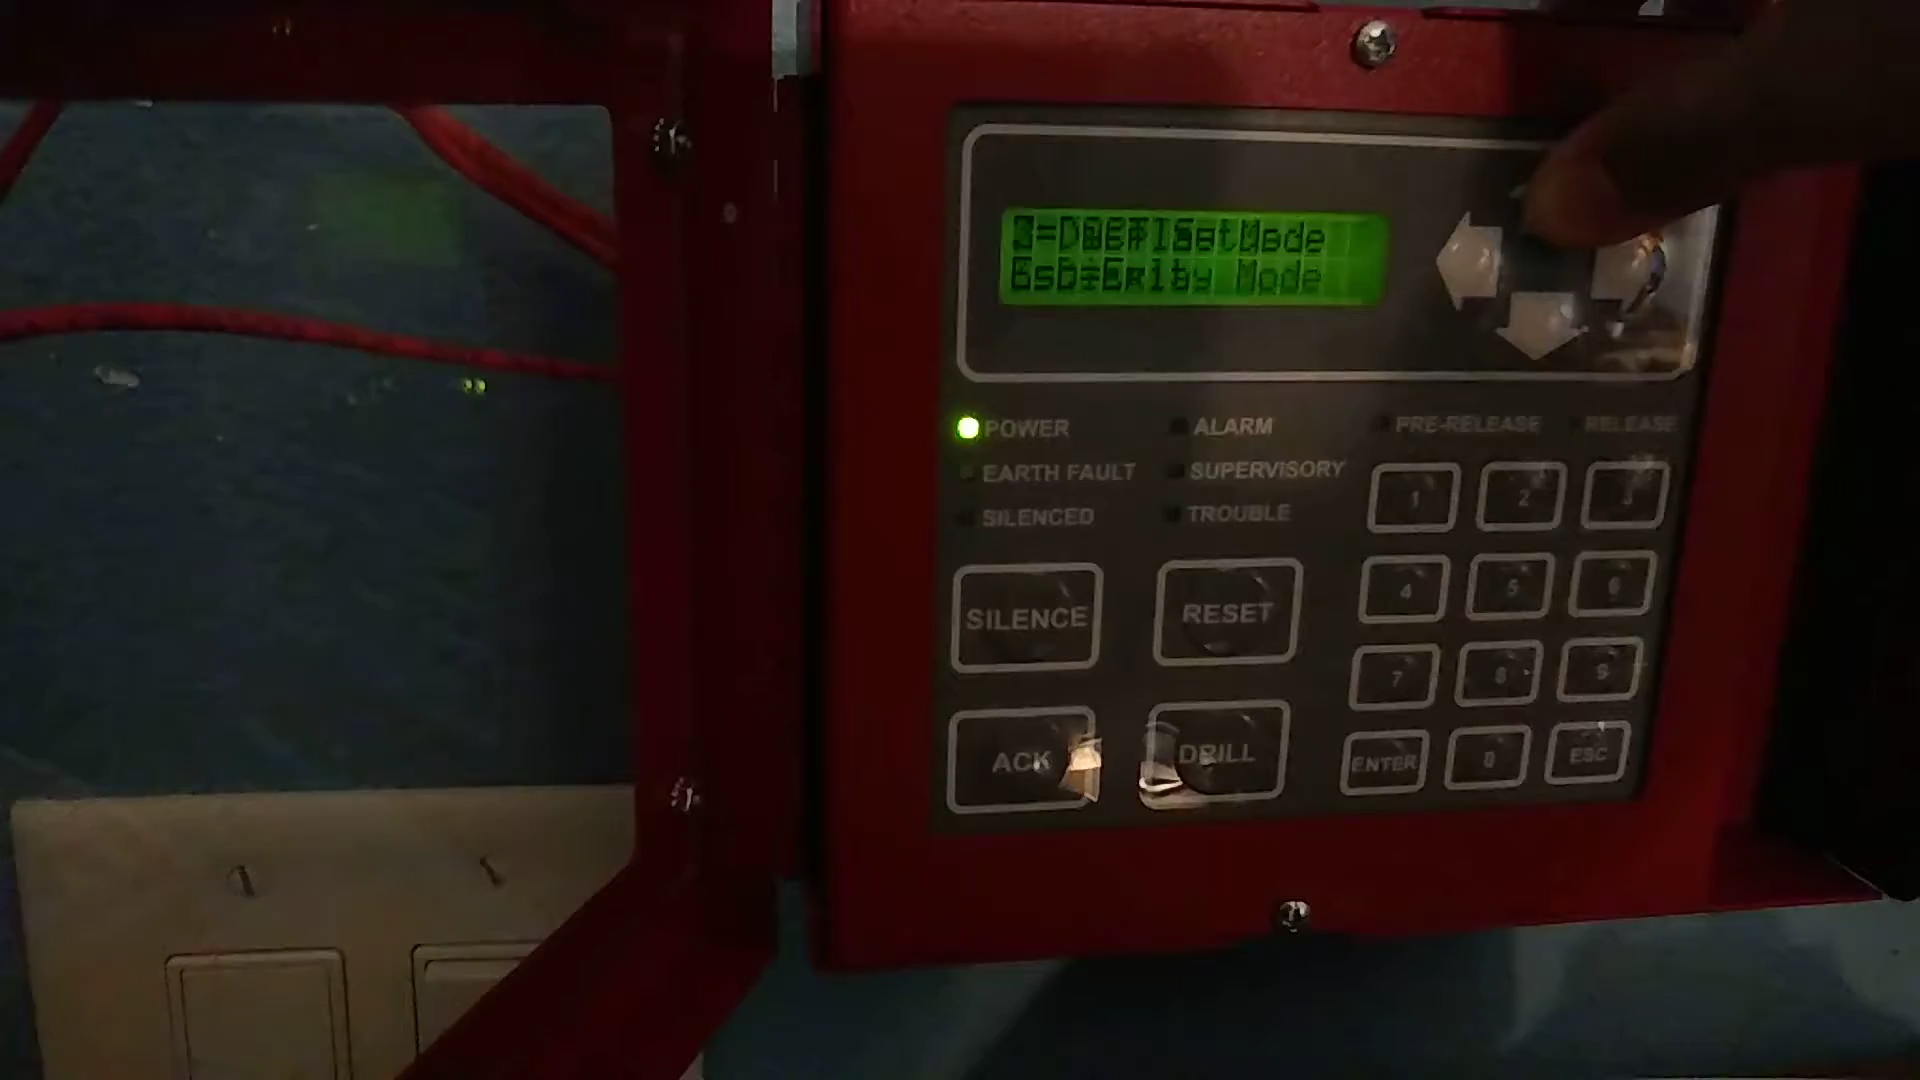 Mode
Mode
POWER
ALARM
PRE-RELEASE
RELEASE
EARTH FAULT
SUPERVISORY
SILENCED
TROUBLE
1
2
3
4
5
6
SILENCE
RESET
7
8
9
ACK
DRILL
ENTER
0
ESC